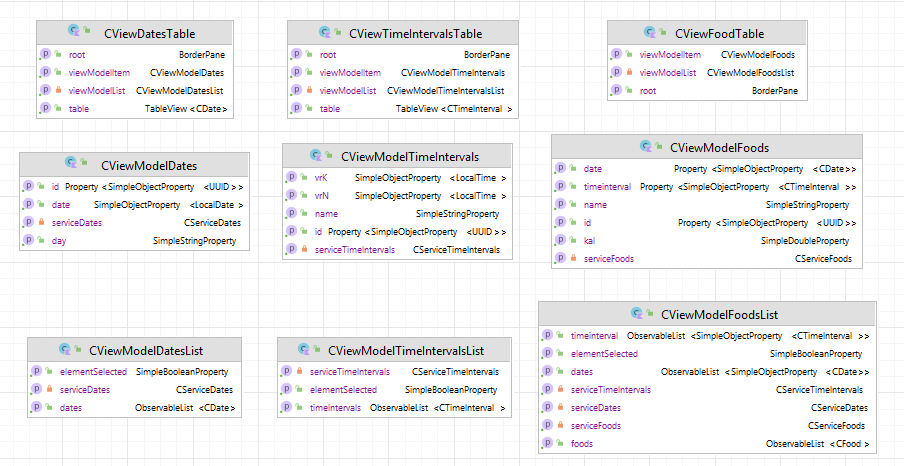 CViewDatesTable
root BorderPane
viewModelItem CViewModelDates
viewModelList CViewModelDatesList
table TableView <CDate>
CViewTimeIntervalsTable
root BorderPane
viewModelItem CViewModelTimeIntervals
viewModelList CViewModelTimeIntervalsList
table TableView <CTimeInterval >
CViewFoodTable
viewModelItem CViewModelFoods
viewModelList CViewModelFoodsList
root BorderPane
CViewModelDates
id Property <SimpleObjectProperty <UUID>>
date SimpleObjectProperty <LocalDate >
serviceDates CServiceDates
day SimpleStringProperty
CViewModelTimeIntervals
vrK SimpleObjectProperty <LocalTime >
vrN SimpleObjectProperty <LocalTime >
name SimpleStringProperty
id Property <SimpleObjectProperty <UUID>>
serviceTimeIntervals CServiceTimeIntervals
CViewModelFoods
date Property <SimpleObjectProperty <CDate>>
timeinterval Property <SimpleObjectProperty <CTimeInterval >>
name SimpleStringProperty
id Property <SimpleObjectProperty <UUID>>
kal SimpleDoubleProperty
serviceFoods CServiceFoods
CViewModelDatesList
elementSelected SimpleBooleanProperty
serviceDates CServiceDates
dates ObservableList <CDate>
CViewModelTimeIntervalsList
serviceTimeIntervals CServiceTimeIntervals
elementSelected SimpleBooleanProperty
timeIntervals ObservableList <CTimeInterval >
CViewModelFoodsList
timeinterval ObservableList <SimpleObjectProperty <CTimeInterval >>
elementSelected SimpleBooleanProperty
dates ObservableList <SimpleObjectProperty <CDate>>
serviceTimeIntervals CServiceTimeIntervals
serviceDates CServiceDates
serviceFoods CServiceFoods
foods ObservableList <CFood >